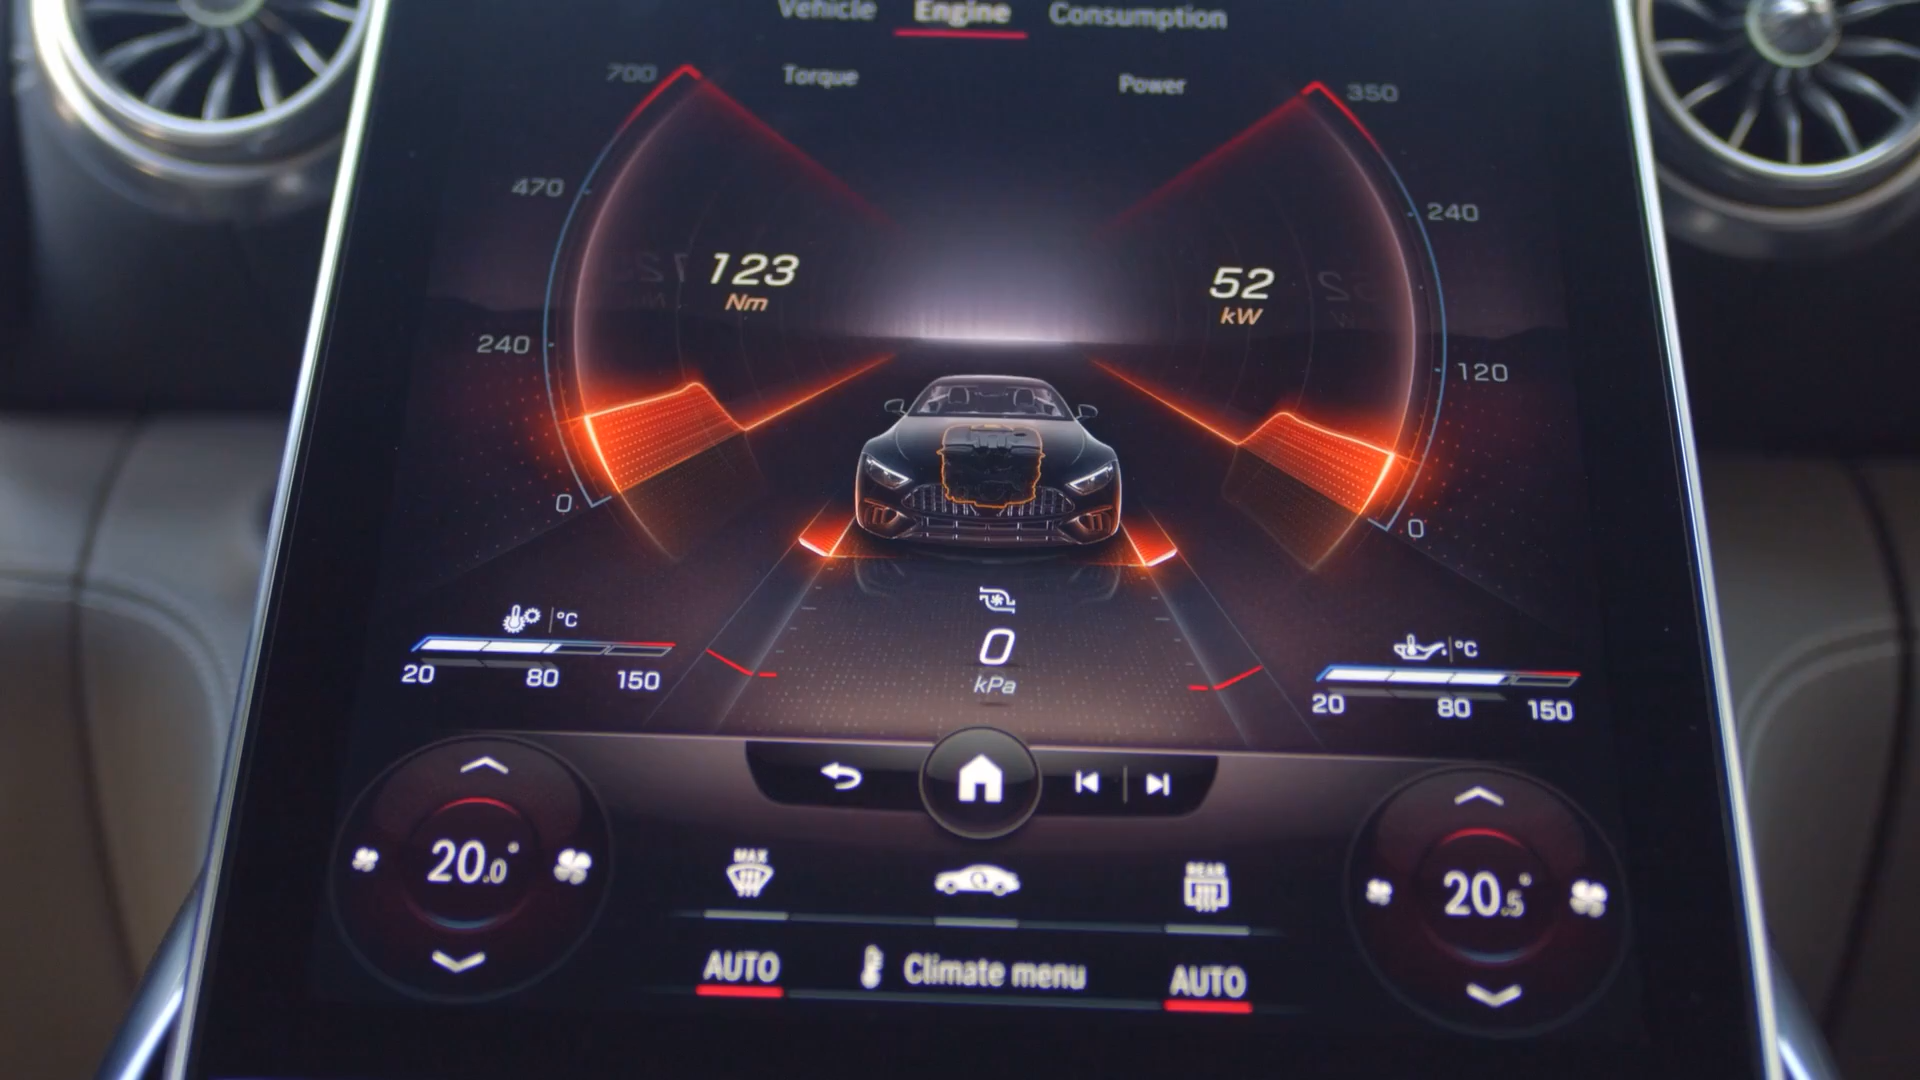 Vehicle Engine Consumption
700 Torque Power 350
470 240
123 52
Nm kW
240 120
0 0
°C
20 80 150
0
kPa
°C
20 80 150
20.0° 20.5°
MAX REAR
AUTO Climate menu AUTO